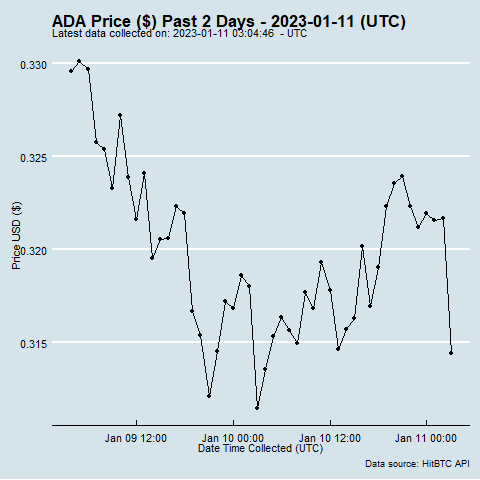 ADA Price ($) Past 2 Days - 2023-01-11 (UTC)
Latest data collected on: 2023-01-11 03:04:46 - UTC
0.330
0.325
0.320
0.315
Price USD ($)
Jan 09 12:00 Jan 10 00:00 Jan 10 12:00 Jan 11 00:00
Date Time Collected (UTC)
Data source: HitBTC API